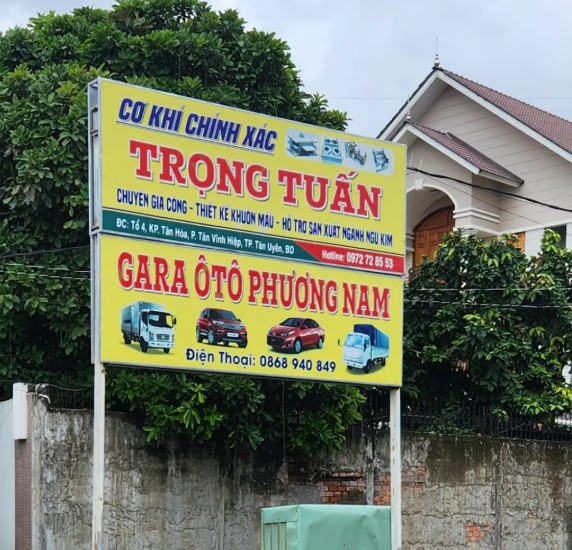 CƠ KHÍ CHÍNH XÁC
TRỌNG TUẤN
CHUYÊN GIA CÔNG - THIẾT KẾ KHUÔN MẪU - HỖ TRỢ SẢN XUẤT NGÀNH NGŨ KIM
ĐC: Tổ 4, KP. Tân Hóa, P. Tân Vĩnh Hiệp, TP. Tân Uyên, BD
Hotline: 0972 72 85 53
GARA ÔTÔ PHƯƠNG NAM
Điện Thoại: 0868 940 849